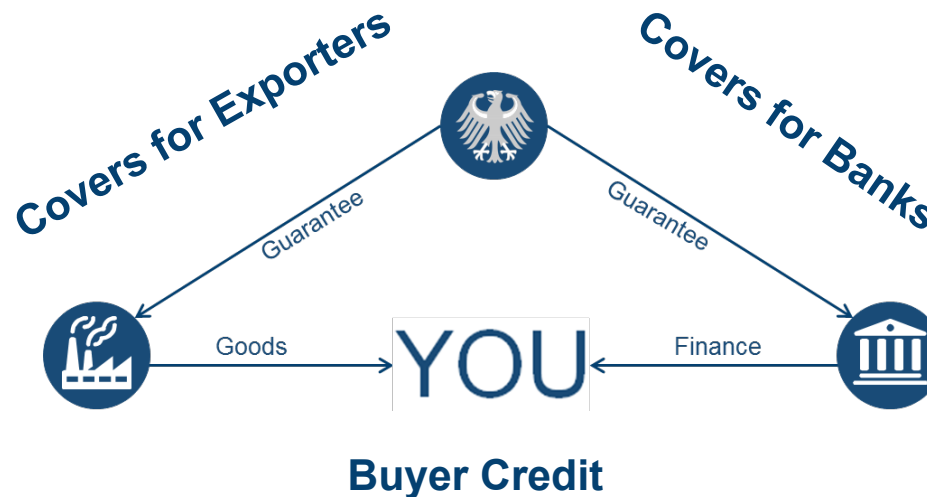 Covers for Exporters
Covers for Banks
Guarantee
Guarantee
Goods
YOU
Finance
Buyer Credit